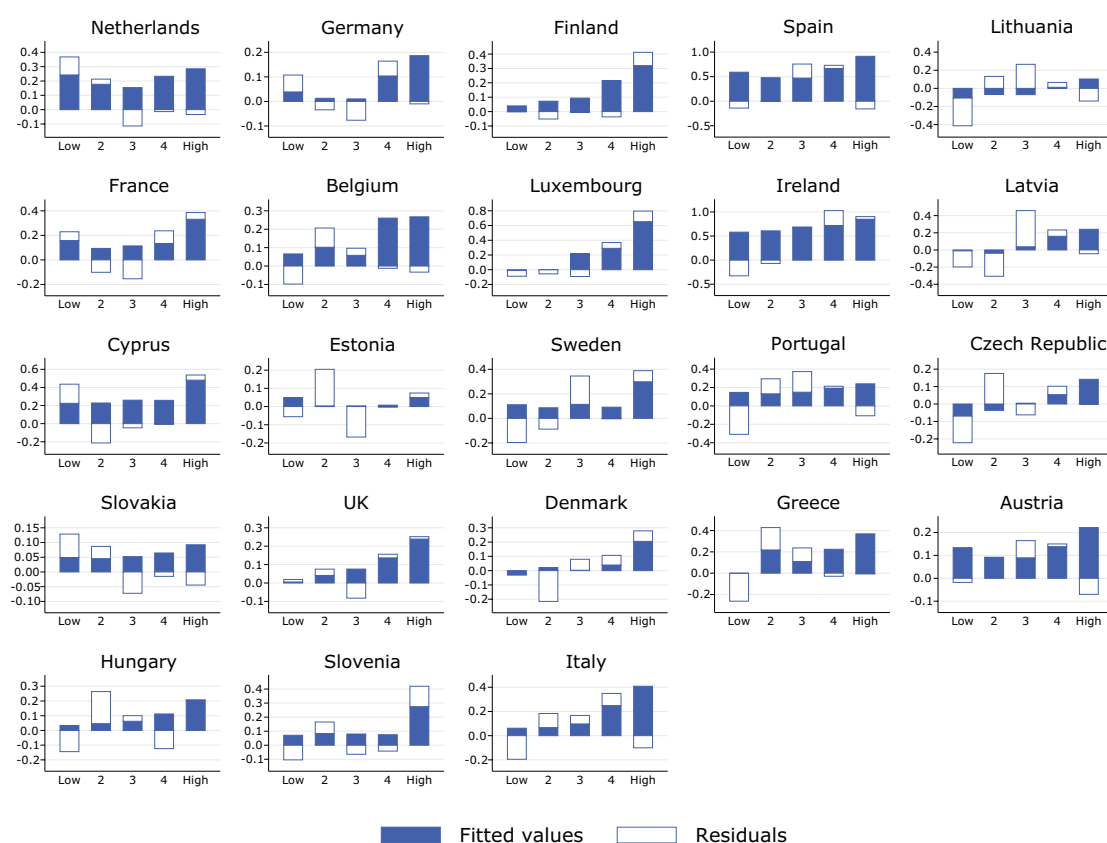 Netherlands Germany Finland Spain Lithuania
0.4 0.3 0.2 0.1 0.0 -0.1
0.2 0.1 0.0 -0.1
0.4 0.3 0.2 0.1 0.0 -0.1
1.0 0.5 0.0 -0.5
0.4 0.2 0.0 -0.2 -0.4
Low 2 3 4 High Low 2 3 4 High Low 2 3 4 High Low 2 3 4 High Low 2 3 4 High
France Belgium Luxembourg Ireland Latvia
0.4 0.2 0.0 -0.2
0.3 0.2 0.1 0.0 -0.1
0.8 0.6 0.4 0.2 0.0 -0.2
1.0 0.5 0.0 -0.5
0.4 0.2 0.0 -0.2 -0.4
Low 2 3 4 High Low 2 3 4 High Low 2 3 4 High Low 2 3 4 High Low 2 3 4 High
Cyprus Estonia Sweden Portugal Czech Republic
0.6 0.4 0.2 0.0 -0.2
0.2 0.1 0.0 -0.1 -0.2
0.4 0.2 0.0 -0.2
0.4 0.2 0.0 -0.2 -0.4
0.2 0.1 0.0 -0.1 -0.2
Low 2 3 4 High Low 2 3 4 High Low 2 3 4 High Low 2 3 4 High Low 2 3 4 High
Slovakia UK Denmark Greece Austria
0.15 0.10 0.05 0.00 -0.05 -0.10
0.3 0.2 0.1 0.0 -0.1
0.3 0.2 0.1 0.0 -0.1 -0.2
0.4 0.2 0.0 -0.2
0.2 0.1 0.0 -0.1
Low 2 3 4 High Low 2 3 4 High Low 2 3 4 High Low 2 3 4 High Low 2 3 4 High
Hungary Slovenia Italy
0.3 0.2 0.1 0.0 -0.1 -0.2
0.4 0.3 0.2 0.1 0.0 -0.1
0.4 0.2 0.0 -0.2
Low 2 3 4 High Low 2 3 4 High Low 2 3 4 High
Fitted values Residuals